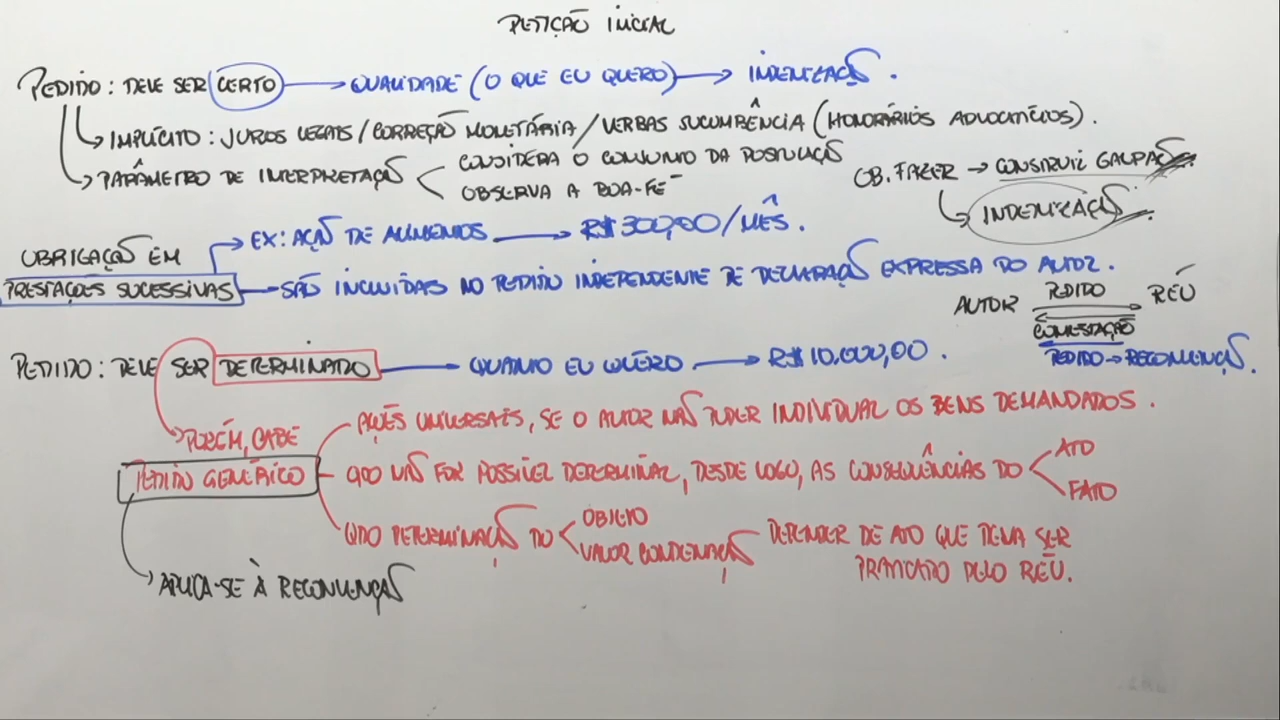 PETIÇÃO INICIAL
PEDIDO: DEVE SER CERTO → QUALIDADE (O QUE EU QUERO) → INDENIZAÇÃO.
IMPLÍCITO: JUROS LEGAIS / CORREÇÃO MONETÁRIA / VERBAS SUCUMBÊNCIA (HONORÁRIOS ADVOCATÍCIOS).
PARÂMETRO DE INTERPRETAÇÃO
CONSIDERA O CONJUNTO DA POSTULAÇÃO
OBSERVA A BOA-FÉ
OB. FAZER → CONSTRUIR GALPÃO
INDENIZAÇÃO
OBRIGAÇÃO EM
PRESTAÇÕES SUCESSIVAS
EX: AÇÃO DE ALIMENTOS → R$ 300,00/MÊS.
SÃO INCLUÍDAS NO PEDIDO INDEPENDENTE DE DECLARAÇÃO EXPRESSA DO AUTOR.
AUTOR PEDIDO RÉU
CONTESTAÇÃO
PEDIDO → RECONVENÇÃO.
PEDIDO: DEVE SER DETERMINADO → QUANTO EU QUERO → R$ 10.000,00.
PORÉM, CABE
PEDIDO GENÉRICO
AÇÕES UNIVERSAIS, SE O AUTOR NÃO PUDER INDIVIDUAL OS BENS DEMANDADOS.
QDO NÃO FOR POSSÍVEL DETERMINAR, DESDE LOGO, AS CONSEQUÊNCIAS DO
ATO
FATO
QDO DETERMINAÇÃO DO
OBJETO
VALOR CONDENAÇÃO
DEPENDER DE ATO QUE DEVA SER
PRATICADO PELO RÉU.
APLICA-SE À RECONVENÇÃO